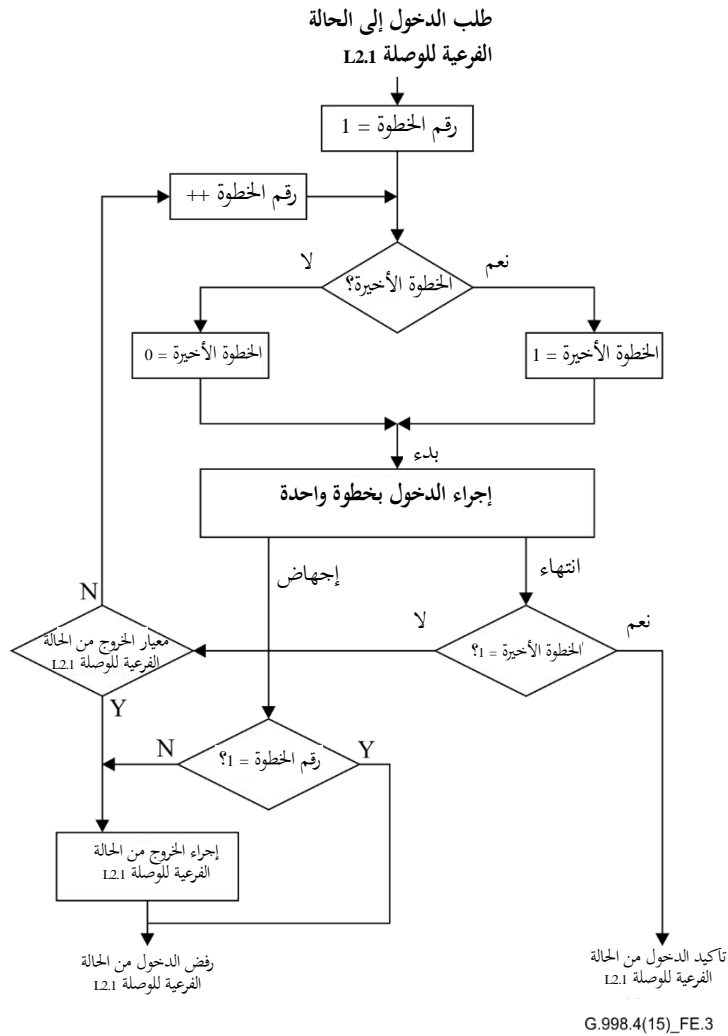 طلب الدخول إلى الحالة
الفرعية للوصلة L2.1
رقم الخطوة = 1
رقم الخطوة ++
الخطوة الأخيرة؟
لا
نعم
الخطوة الأخيرة = 0
الخطوة الأخيرة = 1
بدء
إجراء الدخول بخطوة واحدة
إجهاض
انتهاء
N
معيار الخروج من الحالة
الفرعية للوصلة L2.1
Y
لا
الخطوة الأخيرة = 1؟
نعم
N
رقم الخطوة = 1؟
Y
إجراء الخروج من الحالة
الفرعية للوصلة L2.1
رفض الدخول من الحالة
الفرعية للوصلة L2.1
تأكيد الدخول من الحالة
الفرعية للوصلة L2.1
G.998.4(15)_FE.3